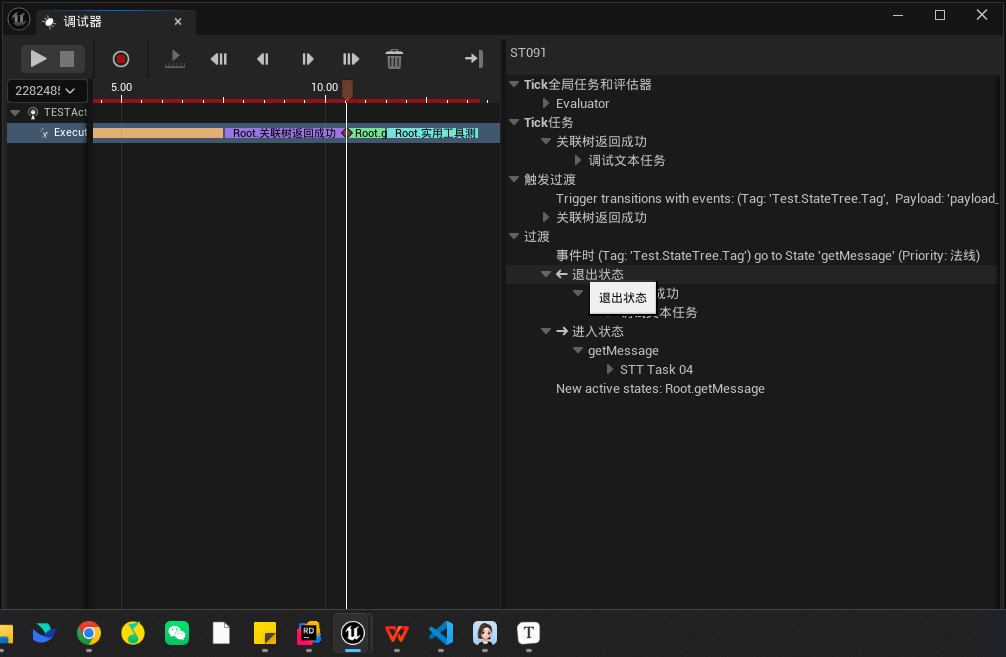 调试器
ST091
228248
5.00
10.00
TESTAct
Execut
Root.关联树返回成功
Root.g
Root.实用工具测
Tick全局任务和评估器
Evaluator
Tick任务
关联树返回成功
调试文本任务
触发过渡
Trigger transitions with events: (Tag: 'Test.StateTree.Tag', Payload: 'payload_
关联树返回成功
过渡
事件时 (Tag: 'Test.StateTree.Tag') go to State 'getMessage' (Priority: 法线)
退出状态
退出状态
成功
本任务
进入状态
getMessage
STT Task 04
New active states: Root.getMessage
RD
T